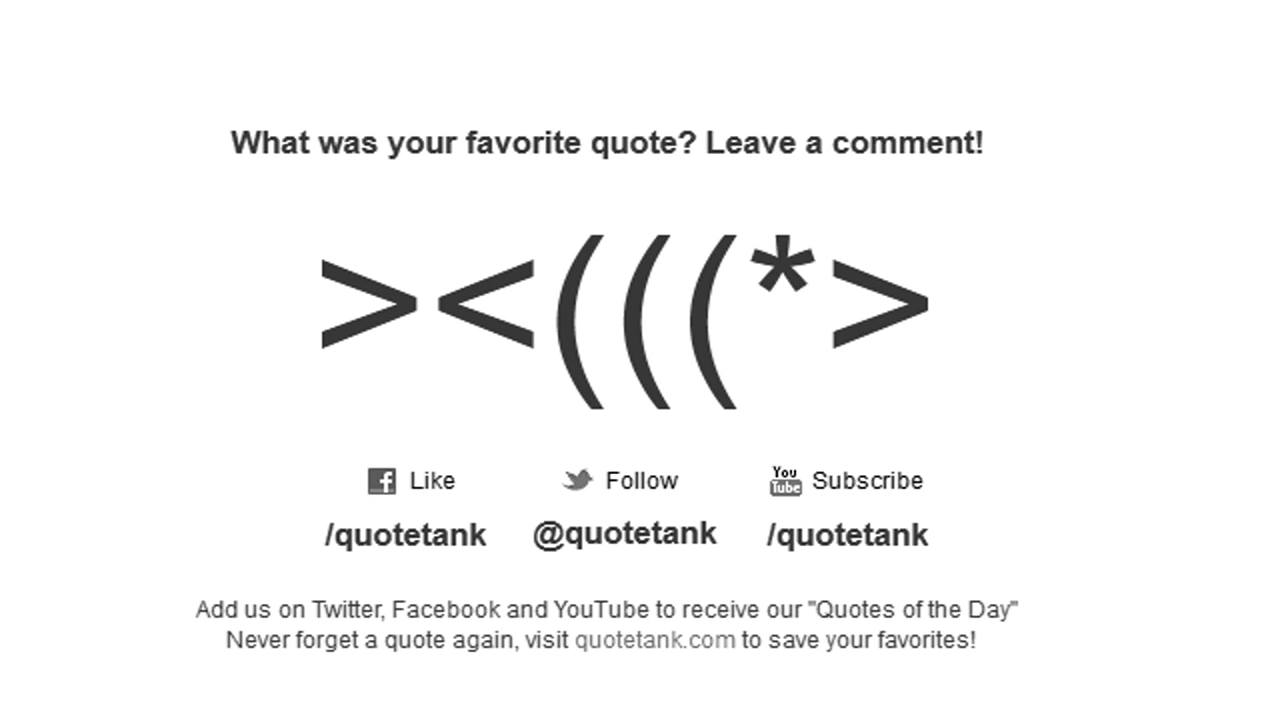 What was your favorite quote? Leave a comment!
><(((*>
Like Follow You Tube Subscribe
/quotetank @quotetank /quotetank
Add us on Twitter, Facebook and YouTube to receive our "Quotes of the Day"
Never forget a quote again, visit quotetank.com to save your favorites!